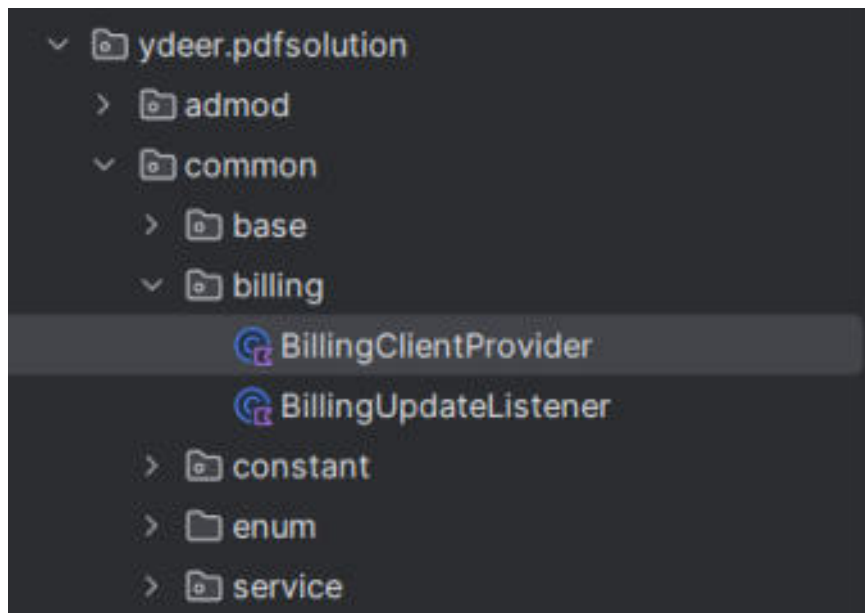 ydeer.pdfsolution
admod
common
base
billing
BillingClientProvider
BillingUpdateListener
constant
enum
service